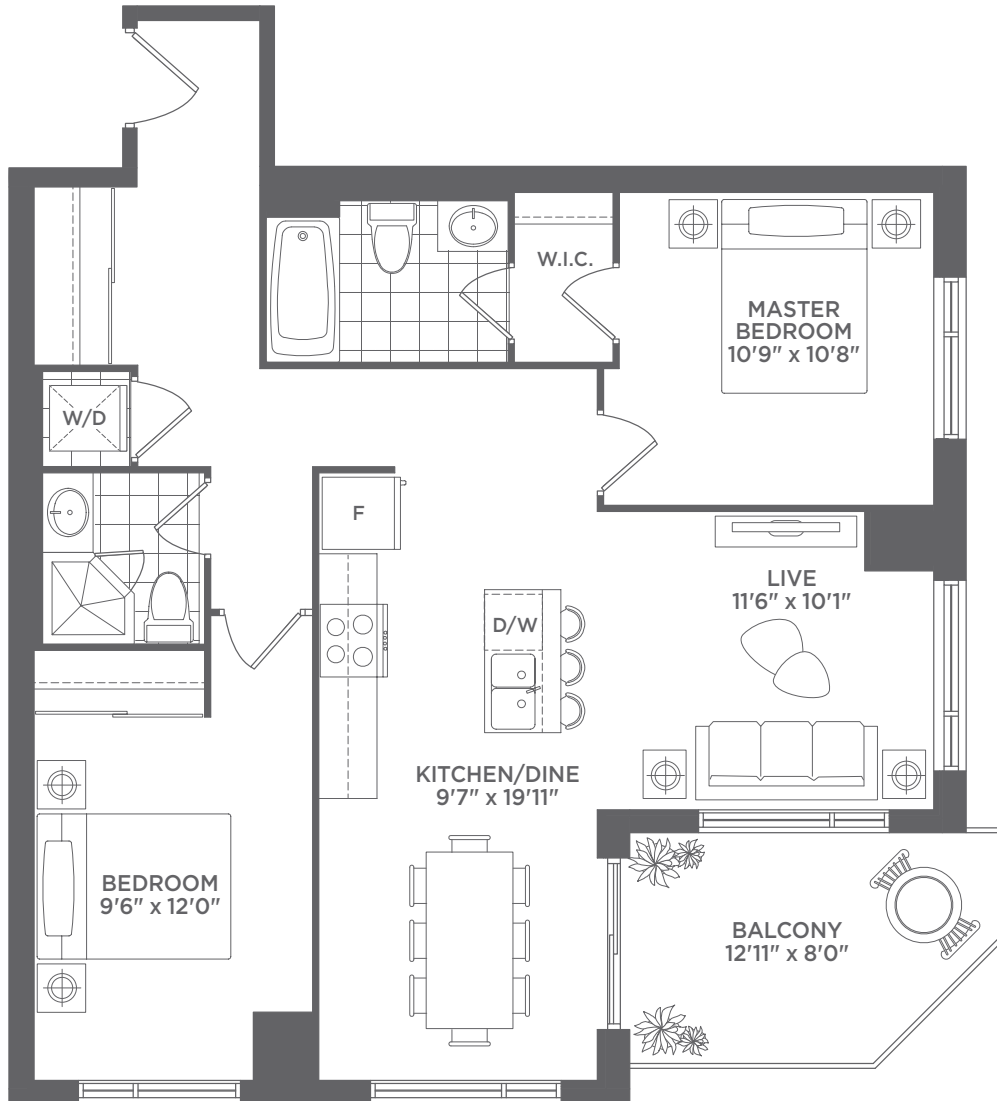 W.I.C.
MASTER
BEDROOM
10'9" x 10'8"
W/D
F
LIVE
11'6" x 10'1"
D/W
KITCHEN/DINE
9'7" x 19'11"
BEDROOM
9'6" x 12'0"
BALCONY
12'11" x 8'0"